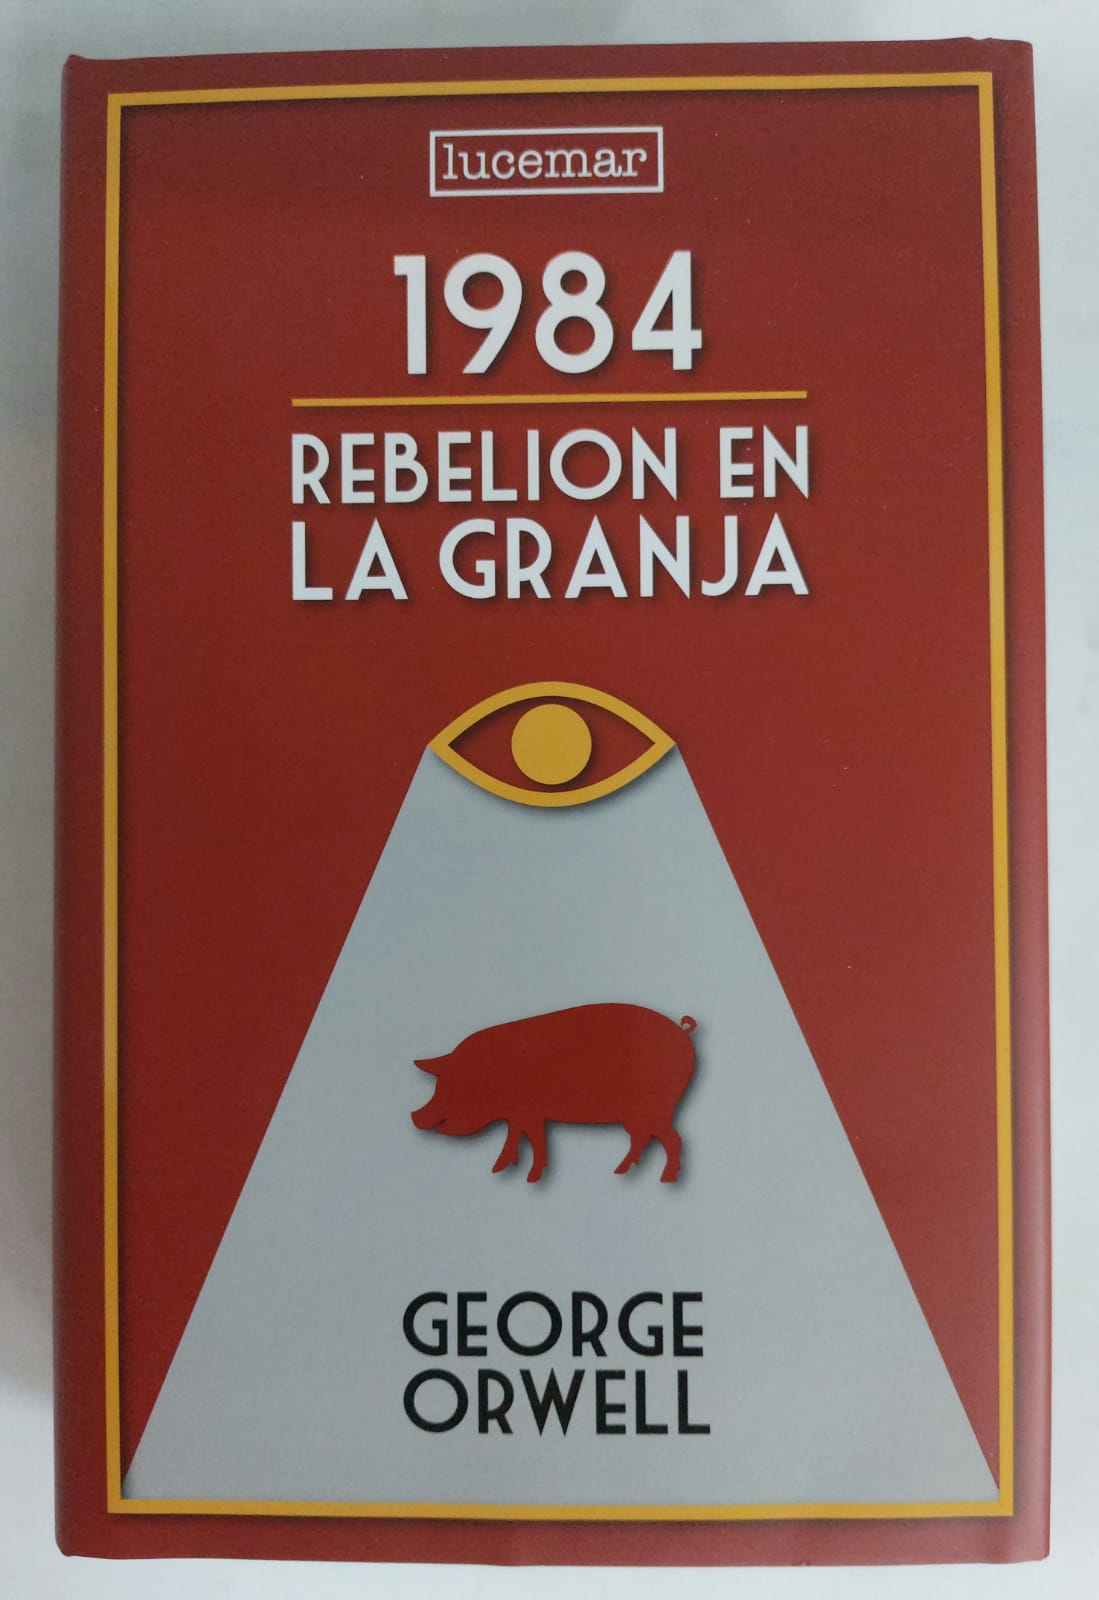 lucemar
1984
REBELION EN
LA GRANJA
GEORGE
ORWELL